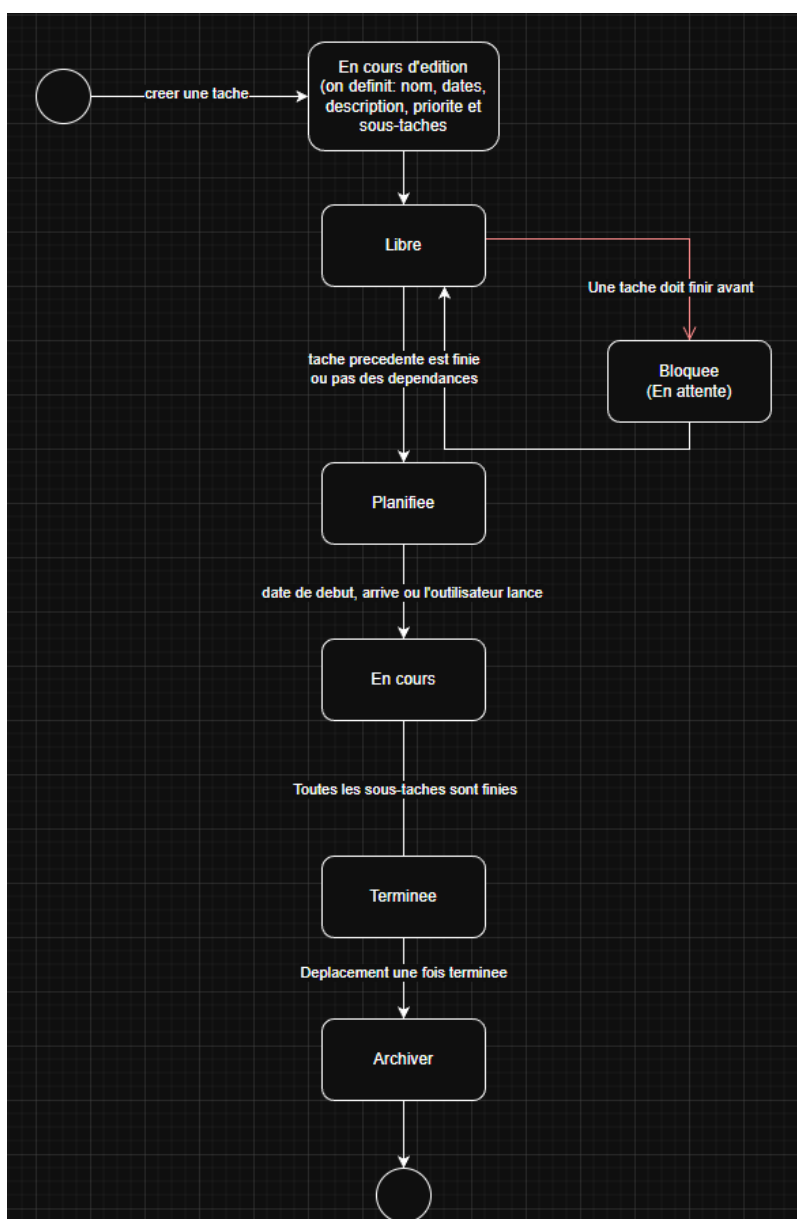 creer une tache
En cours d'edition
(on definit: nom, dates,
description, priorite et
sous-taches
Libre
Une tache doit finir avant
tache precedente est finie
ou pas des dependances
Bloquee
(En attente)
Planifiee
date de debut, arrive ou l'outilisateur lance
En cours
Toutes les sous-taches sont finies
Terminee
Deplacement une fois terminee
Archiver